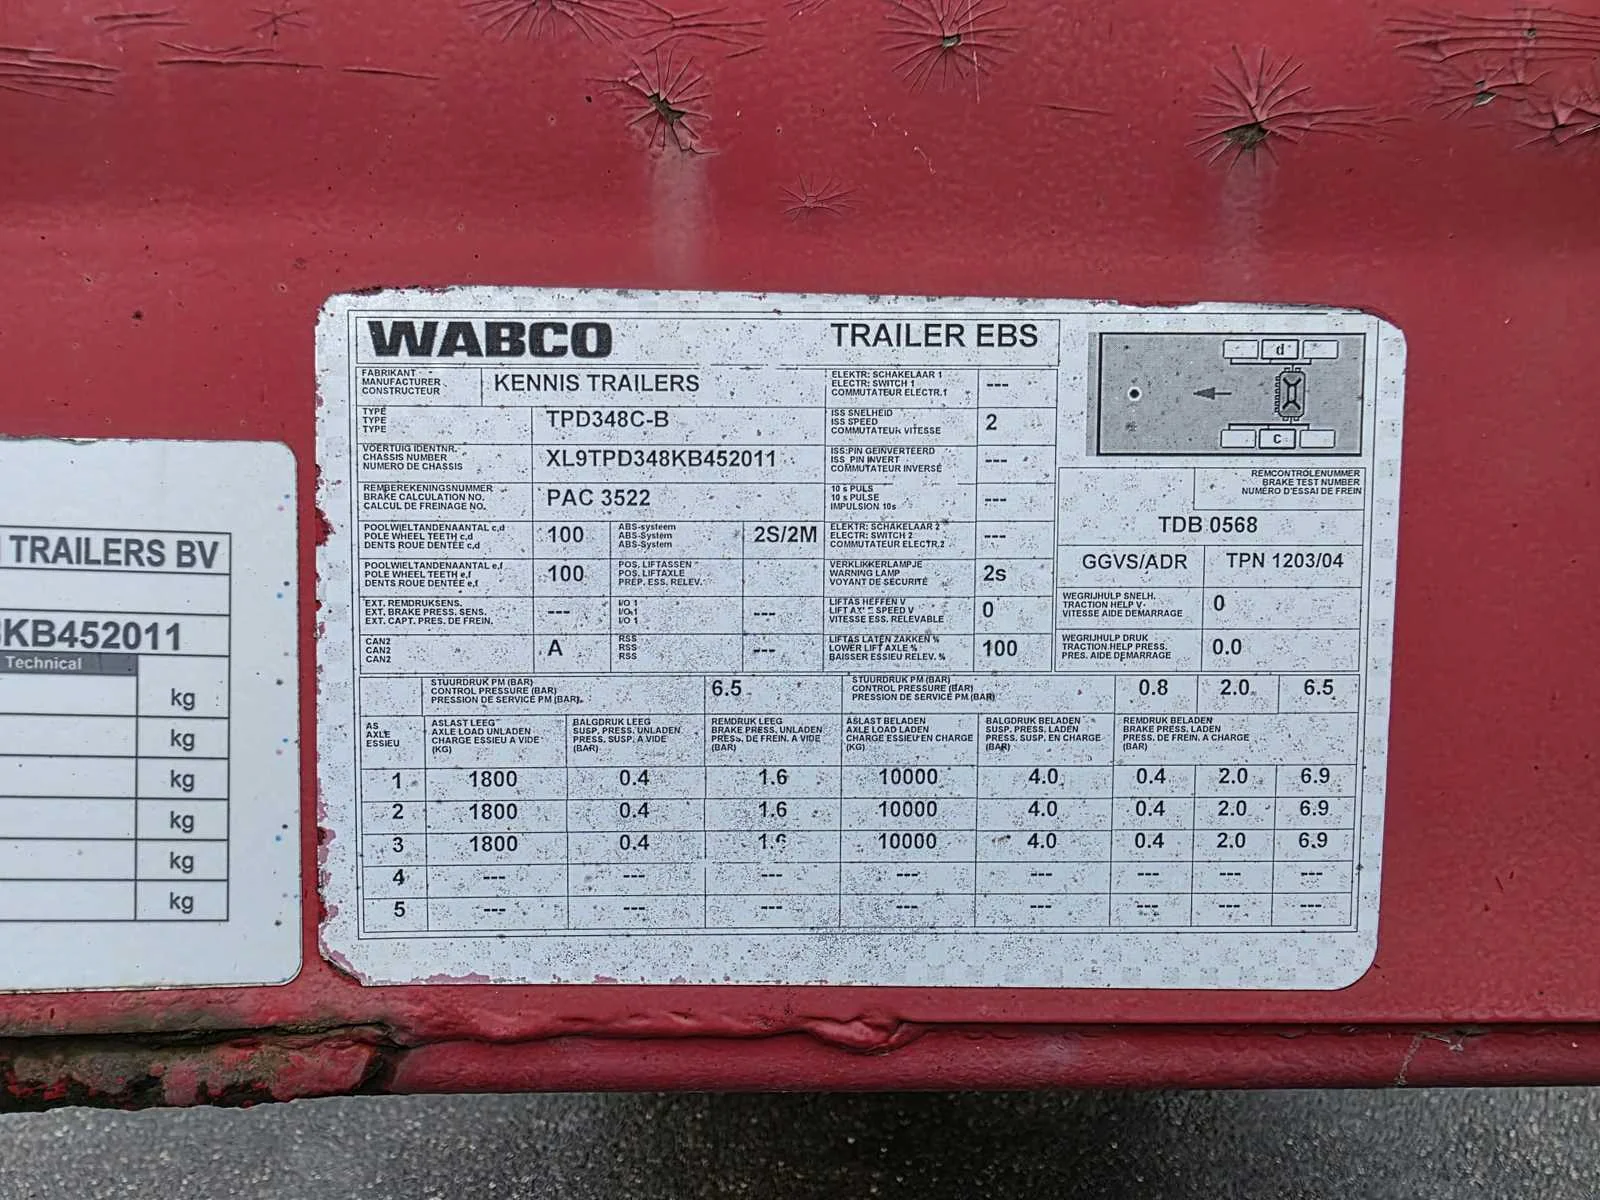 WABCO TRAILER EBS
FABRIKANT
MANUFACTURER
CONSTRUCTEUR
KENNIS TRAILERS
ELEKTR: SCHAKELAAR 1
ELECTR: SWITCH 1
COMMUTATEUR ELECTR.1
---
TYPE
TYPE
TYPE
TPD348C-B
ISS SNELHEID
ISS SPEED
COMMUTATEUR VITESSE
2
VOERTUIG IDENTNR.
CHASSIS NUMBER
NUMERO DE CHASSIS
XL9TPD348KB452011
ISS:PIN GEINVERTEERD
ISS PIN INVERT
COMMUTATEUR INVERSÉ
---
REMBEREKENINGSNUMMER
BRAKE CALCULATION NO.
CALCUL DE FREINAGE NO.
PAC 3522
10 s PULS
10 s PULSE
IMPULSION 10s
---
POOLWIELTANDENAANTAL c,d
POLE WHEEL TEETH c,d
DENTS ROUE DENTÉE c,d
100
ABS-systeem
ABS-System
ABS-System
2S/2M
ELEKTR: SCHAKELAAR 2
ELECTR: SWITCH 2
COMMUTATEUR ELECTR.2
---
POOLWIELTANDENAANTAL e,f
POLE WHEEL TEETH e,f
DENTS ROUE DENTÉE e,f
100
POS. LIFTASSEN
POS. LIFTAXLE
PREP. ESS. RELEV.
VERKLIKKERLAMPJE
WARNING LAMP
VOYANT DE SÉCURITÉ
2s
EXT. REMDRUKSENS.
EXT. BRAKE PRESS. SENS.
EXT. CAPT. PRES. DE FREIN.
---
I/O 1
I/O 1
I/O 1
---
LIFTAS HEFFEN V
SPEED V
VITESSE ESS. RELEVABLE
0
CAN2
CAN2
CAN2
A
RSS
RSS
RSS
---
LIFTAS LATEN ZAKKEN %
LOWER LIFTAXLE %
BAISSER ESSIEU RELEV. %
100
d
c
REMCONTROLENUMMER
BRAKE TEST NUMBER
NUMÉRO D'ESSAI DE FREIN
TDB 0568
GGVS/ADR TPN 1203/04
WEGRIJHULP SNELH.
TRACTION HELP V
VITESSE AIDE DEMARRAGE
0
WEGRIJHULP DRUK
TRACTION HELP PRESS.
PRES. AIDE DEMARRAGE
0.0
STUURDRUK PM (BAR)
CONTROL PRESSURE (BAR)
PRESSION DE SERVICE PM (BAR)
6.5
STUURDRUK PM (BAR)
CONTROL PRESSURE (BAR)
PRESSION DE SERVICE PM (BAR)
0.8 2.0 6.5
AS
AXLE
ESSIEU
ASLAST LEEG
AXLE LOAD UNLADEN
CHARGE ESSIEU A VIDE
(KG)
BALGDRUK LEEG
SUSP. PRESS. UNLADEN
PRESS. SUSP. A VIDE
(BAR)
REMDRUK LEEG
BRAKE PRESS. UNLADEN
PRESS. DE FREIN. A VIDE
(BAR)
ASLAST BELADEN
AXLE LOAD LADEN
CHARGE ESSIEU EN CHARGE
(KG)
BALGDRUK BELADEN
SUSP. PRESS. LADEN
PRESS. SUSP. EN CHARGE
(BAR)
REMDRUK BELADEN
BRAKE PRESS. LADEN
PRESS. DE FREIN. A CHARGE
(BAR)
1 1800 0.4 1.6 10000 4.0 0.4 2.0 6.9
2 1800 0.4 1.6 10000 4.0 0.4 2.0 6.9
3 1800 0.4 10000 4.0 0.4 2.0 6.9
4 --- --- --- --- --- --- --- ---
5 --- --- --- --- --- --- --- ---
TRAILERS BV
KB452011
Technical
kg
kg
kg
kg
kg
kg